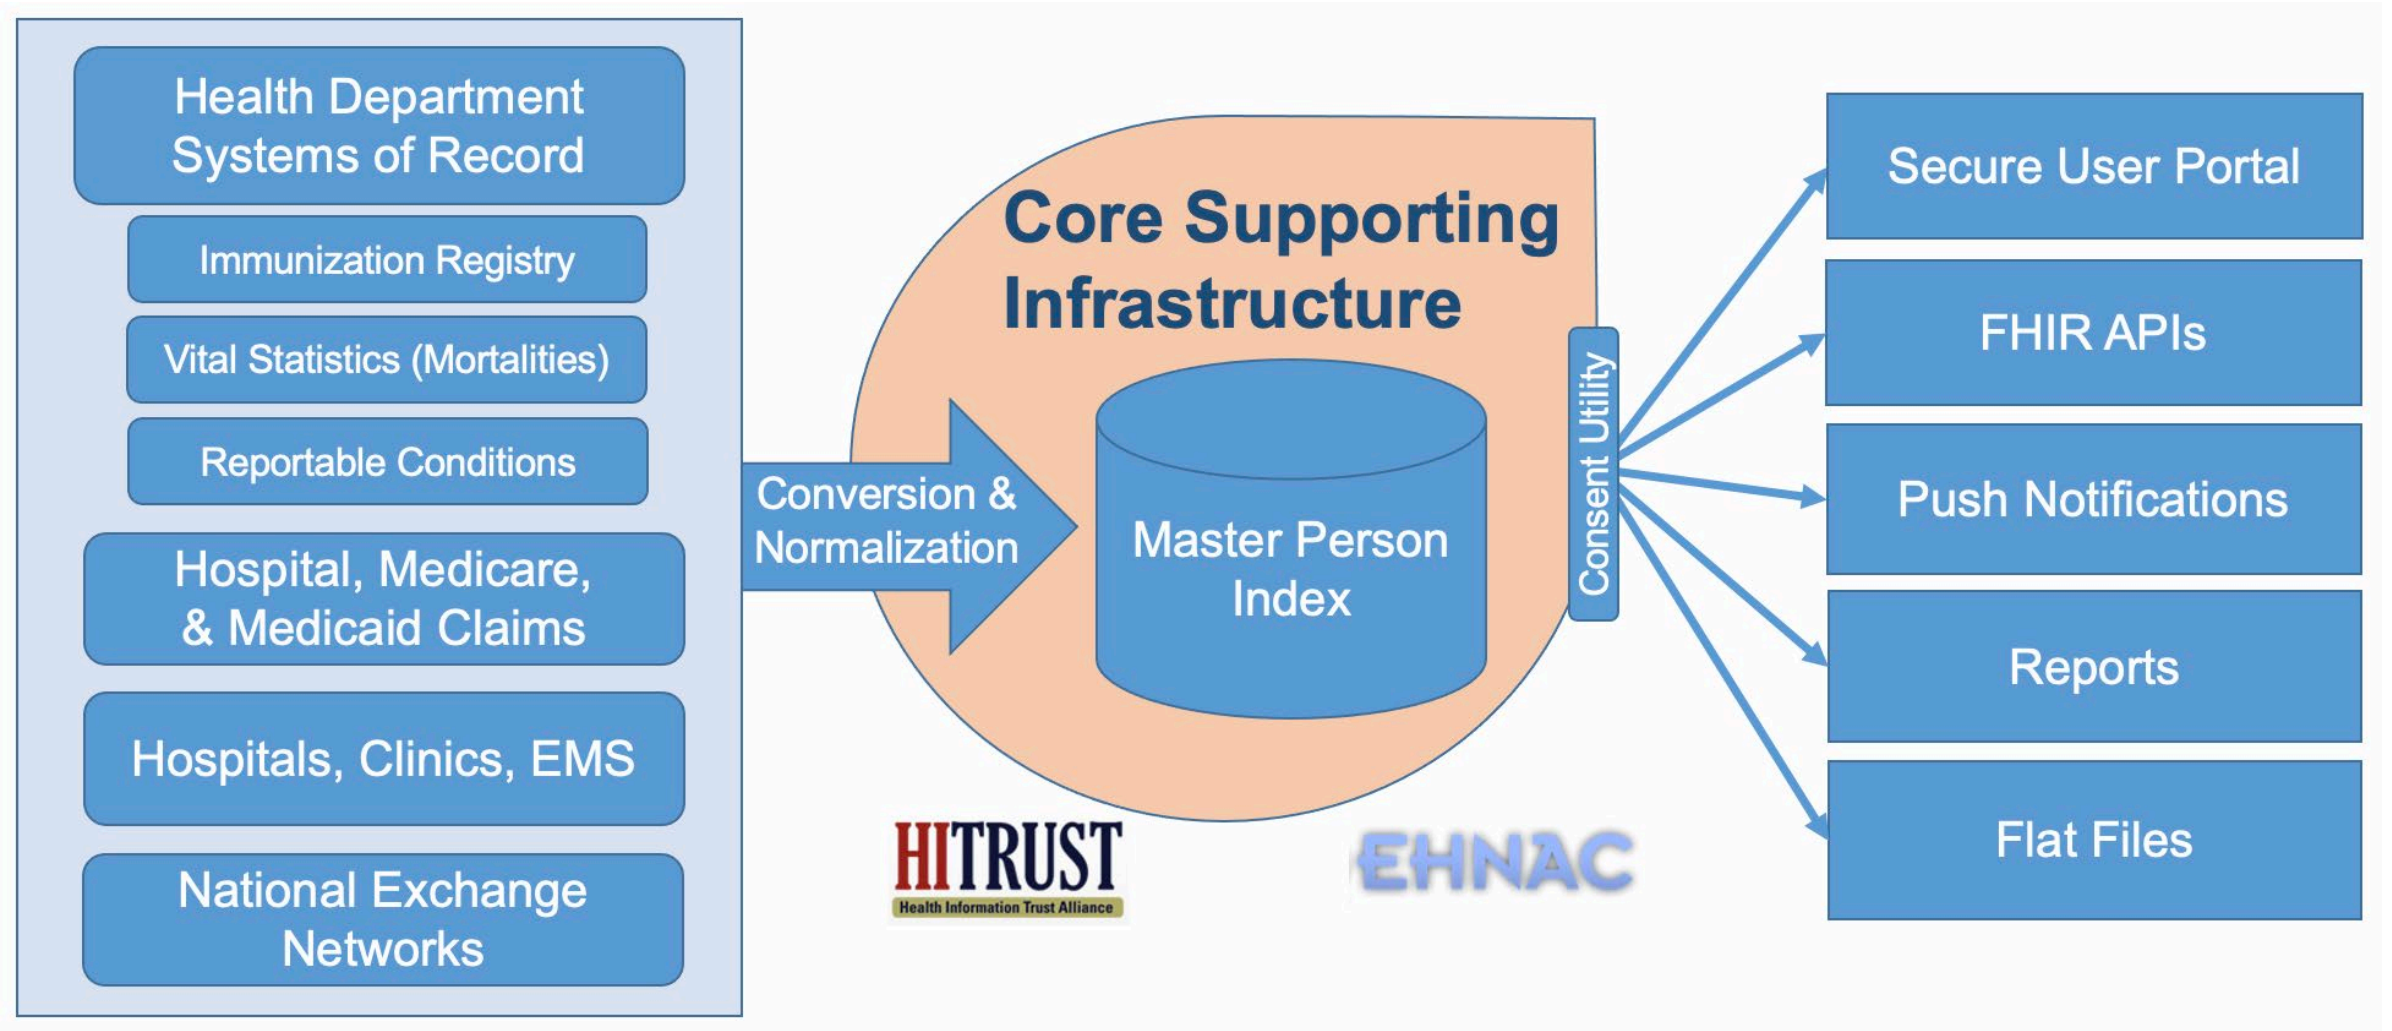 Health Department
Systems of Record
Immunization Registry
Vital Statistics (Mortalities)
Reportable Conditions
Hospital, Medicare,
& Medicaid Claims
Hospitals, Clinics, EMS
National Exchange
Networks
Conversion &
Normalization
Core Supporting
Infrastructure
Master Person
Index
Consent Utility
HITRUST
Health Information Trust Alliance
EHNAC
Secure User Portal
FHIR APIs
Push Notifications
Reports
Flat Files